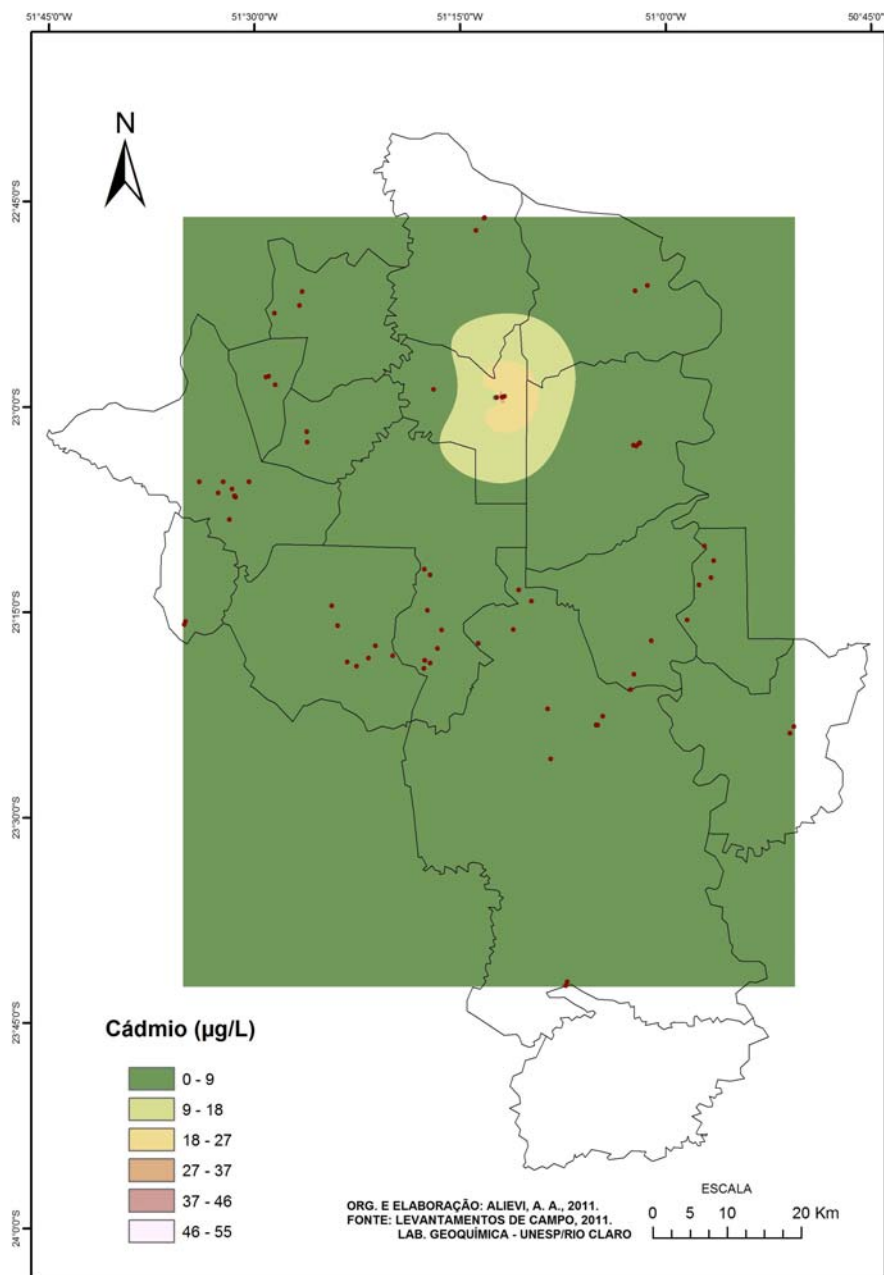 51°45'0"W 51°30'0"W 51°15'0"W 51°0'0"W 50°45'0"W
N
22°45'0"S
23°0'0"S
23°15'0"S
23°30'0"S
23°45'0"S
24°0'0"S
Cádmio (µg/L)
0 - 9
9 - 18
18 - 27
27 - 37
37 - 46
46 - 55
ORG. E ELABORAÇÃO: ALIEVI, A. A., 2011.
FONTE: LEVANTAMENTOS DE CAMPO, 2011.
LAB. GEOQUÍMICA - UNESP/RIO CLARO
ESCALA
0 5 10 20 Km